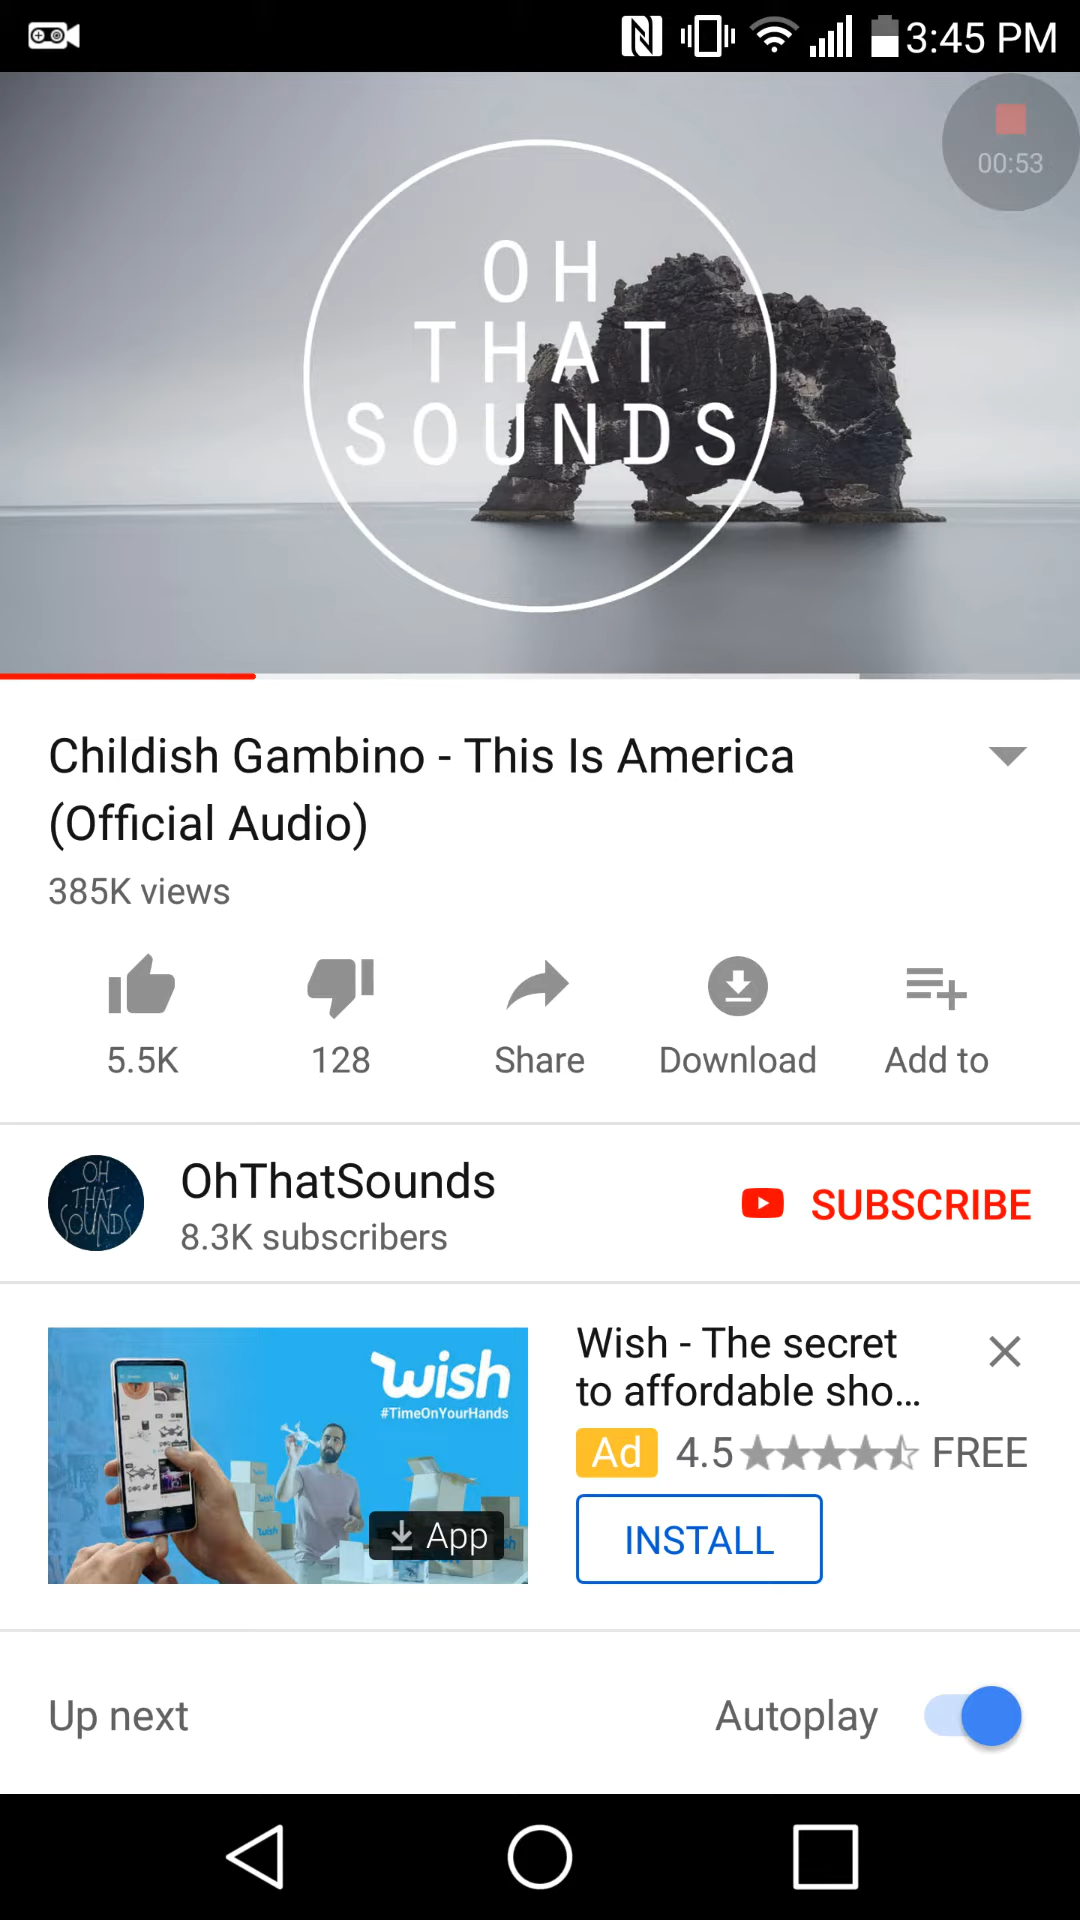 3:45 PM
00:53
OH
THAT
SOUNDS
Childish Gambino - This Is America
(Official Audio)
385K views
5.5K
128
Share
Download
Add to
OH
THAT
SOUNDS
OhThatSounds
8.3K subscribers
SUBSCRIBE
wish
#TimeOnYourHands
wish
wish
App
Wish - The secret
to affordable sho...
Ad 4.5 FREE
INSTALL
Up next
Autoplay